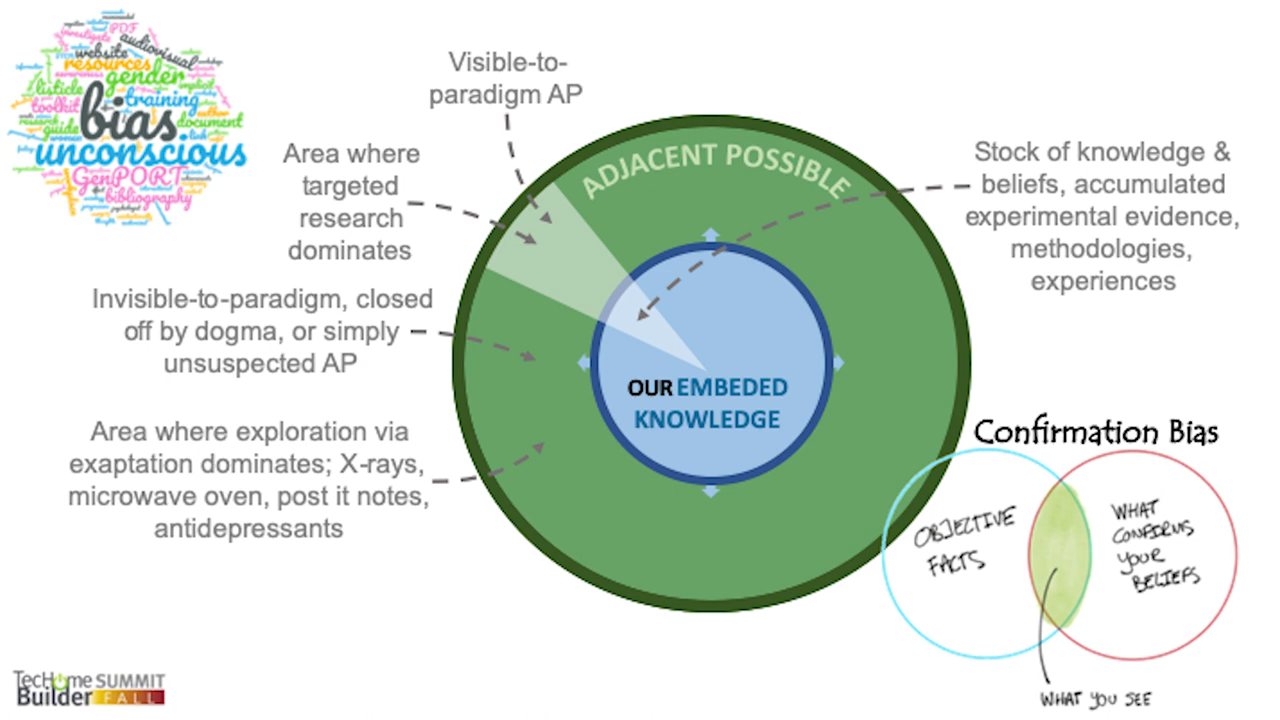 PDF
investigate
audiovisual
website
resources
gender
listicle
training
toolkit
bias
author
guide
document
link
unconscious
GenPORT
bibliography
Visible-to-
paradigm AP
Area where
targeted
research
dominates
ADJACENT POSSIBLE
Stock of knowledge &
beliefs, accumulated
experimental evidence,
methodologies,
experiences
Invisible-to-paradigm, closed
off by dogma, or simply
unsuspected AP
OUR EMBEDED
KNOWLEDGE
Area where exploration via
exaptation dominates; X-rays,
microwave oven, post it notes,
antidepressants
Confirmation Bias
OBJECTIVE
FACTS
WHAT
CONFIRMS
YOUR
BELIEFS
WHAT YOU SEE
TecHome SUMMIT
Builder FALL